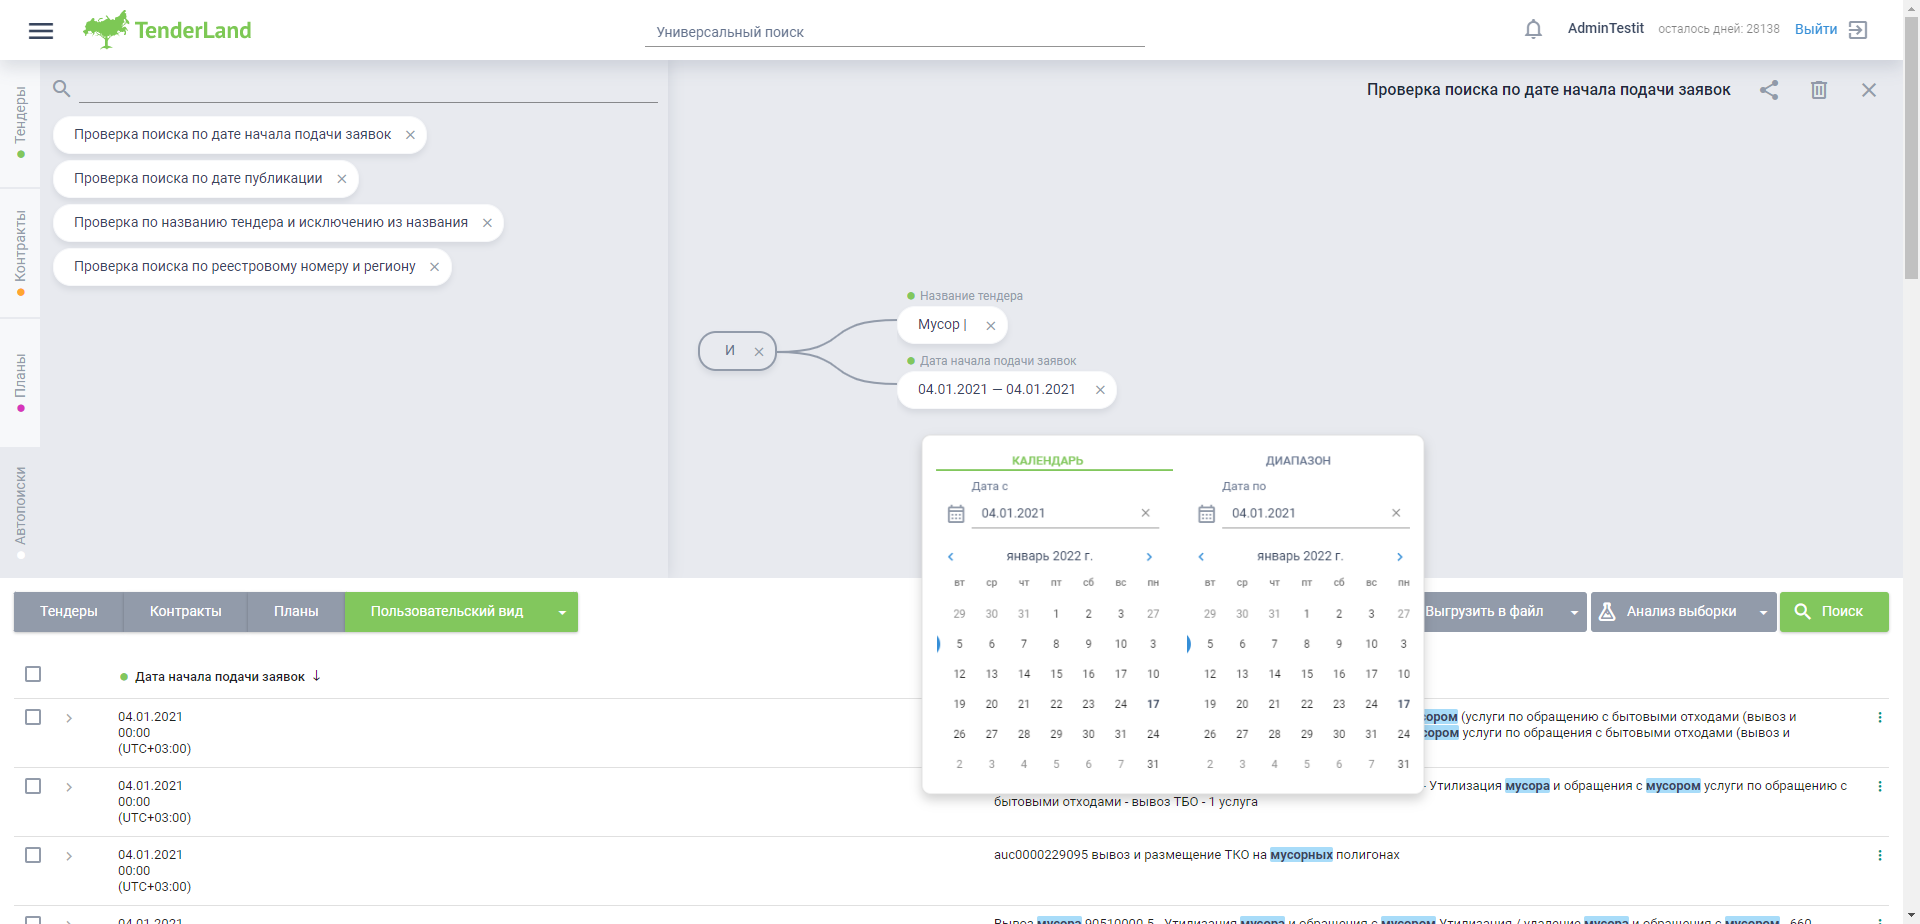 TenderLand
Универсальный поиск
AdminTestit
осталось дней: 28138
Выйти
Тендеры
Контракты
Планы
Автопоиски
Проверка поиска по дате начала подачи заявок
Проверка поиска по дате публикации
Проверка по названию тендера и исключению из названия
Проверка поиска по реестровому номеру и региону
Проверка поиска по дате начала подачи заявок
И
Название тендера
Мусор |
Дата начала подачи заявок
04.01.2021 — 04.01.2021
КАЛЕНДАРЬ ДИАПАЗОН
Дата с Дата по
04.01.2021 04.01.2021
январь 2022 г. январь 2022 г.
вт ср чт пт сб вс пн вт ср чт пт сб вс пн
29 30 31 1 2 3 27 29 30 31 1 2 3 27
5 6 7 8 9 10 3 5 6 7 8 9 10 3
12 13 14 15 16 17 10 12 13 14 15 16 17 10
19 20 21 22 23 24 17 19 20 21 22 23 24 17
26 27 28 29 30 31 24 26 27 28 29 30 31 24
2 3 4 5 6 7 31 2 3 4 5 6 7 31
Тендеры Контракты Планы Пользовательский вид Выгрузить в файл Анализ выборки Поиск
Дата начала подачи заявок ↓
04.01.2021
00:00
(UTC+03:00)
(услуги по обращению с бытовыми отходами (вывоз и
услуги по обращения с бытовыми отходами (вывоз и
04.01.2021
00:00
(UTC+03:00)
- Утилизация мусора и обращения с мусором услуги по обращению с
бытовыми отходами - вывоз ТБО - 1 услуга
04.01.2021
00:00
(UTC+03:00)
auc0000229095 вывоз и размещение ТКО на мусорных полигонах
04.01.2021
Вывоз мусора 90510000 5 - Утилизация мусора и обращения с мусором Утилизация / удаление мусора и обращения с мусором - 660